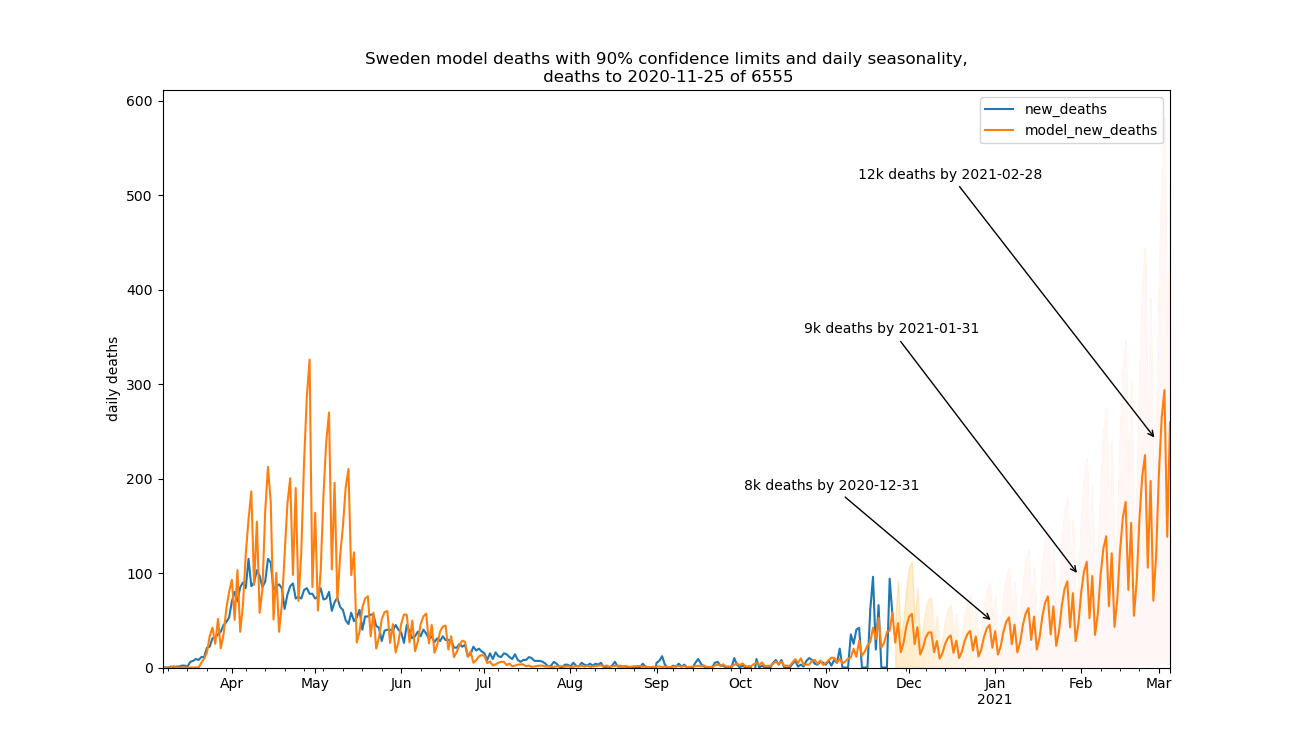 Sweden model deaths with 90% confidence limits and daily seasonality,
deaths to 2020-11-25 of 6555
600
new_deaths
model_new_deaths
12k deaths by 2021-02-28
500
400
9k deaths by 2021-01-31
daily deaths
300
200
8k deaths by 2020-12-31
100
0
Apr May Jun Jul Aug Sep Oct Nov Dec Jan Feb Mar
2021